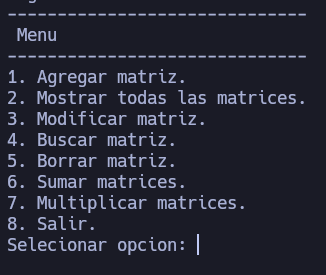 ------------------------------
Menu
------------------------------
1. Agregar matriz.
2. Mostrar todas las matrices.
3. Modificar matriz.
4. Buscar matriz.
5. Borrar matriz.
6. Sumar matrices.
7. Multiplicar matrices.
8. Salir.
Selecionar opcion: